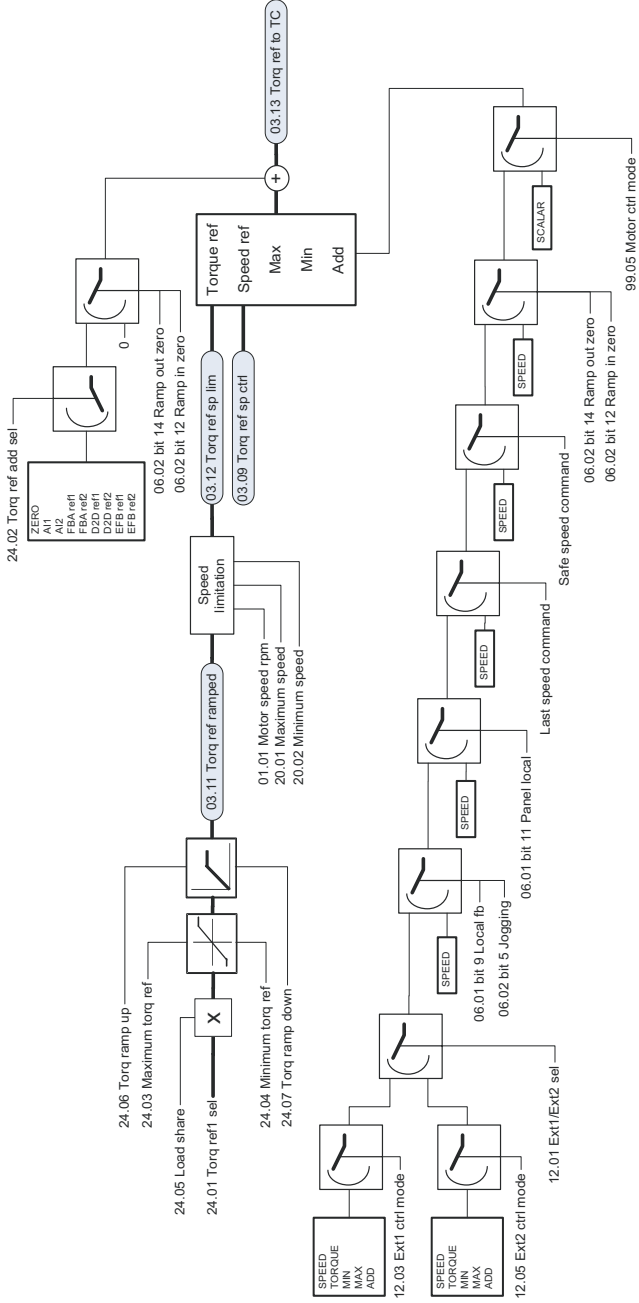 24.02 Torq ref add sel
ZERO
AI1
AI2
FBA ref1
FBA ref2
D2D ref1
D2D ref2
EFB ref1
EFB ref2
0
06.02 bit 14 Ramp out zero
06.02 bit 12 Ramp in zero
24.06 Torq ramp up
24.03 Maximum torq ref
24.05 Load share
24.01 Torq ref1 sel
X
24.04 Minimum torq ref
24.07 Torq ramp down
03.11 Torq ref ramped
Speed
limitation
01.01 Motor speed rpm
20.01 Maximum speed
20.02 Minimum speed
03.12 Torq ref sp lim
03.09 Torq ref sp ctrl
Torque ref
Speed ref
Max
Min
Add
+
03.13 Torq ref to TC
SPEED
TORQUE
MIN
MAX
ADD
12.03 Ext1 ctrl mode
SPEED
TORQUE
MIN
MAX
ADD
12.05 Ext2 ctrl mode
12.01 Ext1/Ext2 sel
SPEED
06.01 bit 9 Local fb
06.02 bit 5 Jogging
SPEED
06.01 bit 11 Panel local
SPEED
Last speed command
SPEED
Safe speed command
SPEED
06.02 bit 14 Ramp out zero
06.02 bit 12 Ramp in zero
SCALAR
99.05 Motor ctrl mode